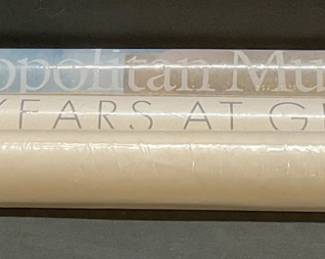 opolitan Mu
YEARS AT G